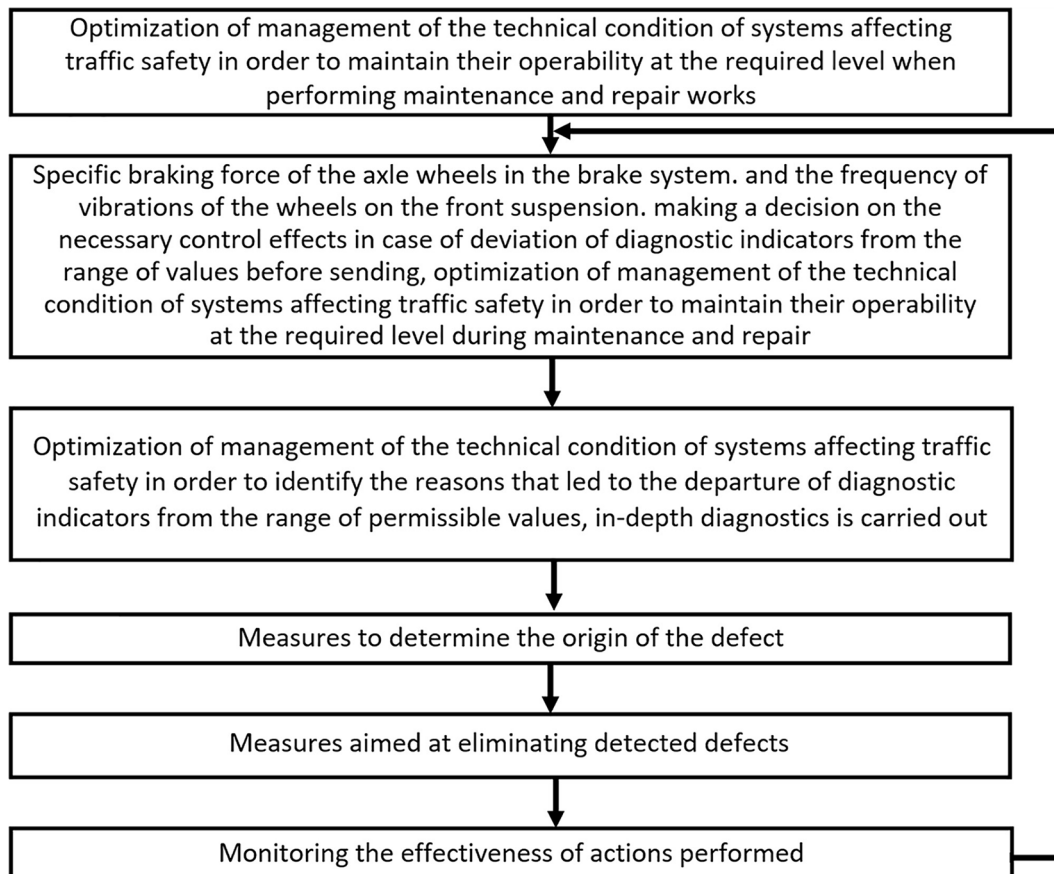 Optimization of management of the technical condition of systems affecting
traffic safety in order to maintain their operability at the required level when
performing maintenance and repair works
Specific braking force of the axle wheels in the brake system. and the frequency of
vibrations of the wheels on the front suspension. making a decision on the
necessary control effects in case of deviation of diagnostic indicators from the
range of values before sending, optimization of management of the technical
condition of systems affecting traffic safety in order to maintain their operability
at the required level during maintenance and repair
Optimization of management of the technical condition of systems affecting traffic
safety in order to identify the reasons that led to the departure of diagnostic
indicators from the range of permissible values, in-depth diagnostics is carried out
Measures to determine the origin of the defect
Measures aimed at eliminating detected defects
Monitoring the effectiveness of actions performed